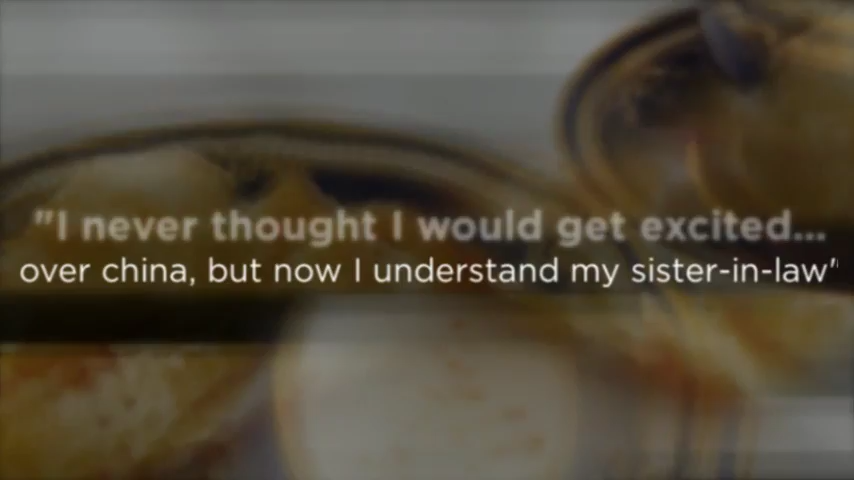 "I never thought I would get excited...
over china, but now I understand my sister-in-law"